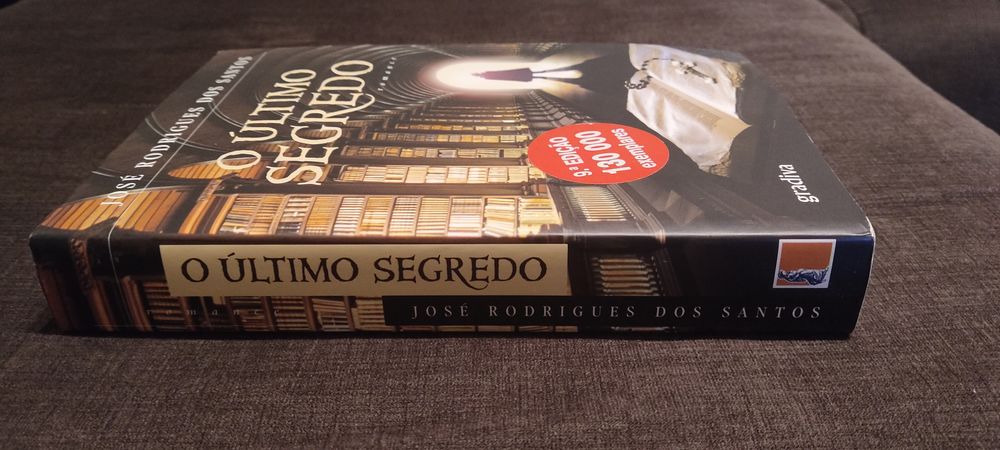 JOSÉ RODRIGUES DOS SANTOS
O ÚLTIMO
SEGREDO
romance
9.ª EDIÇÃO
130 000
exemplares
gradiva
O ÚLTIMO SEGREDO
romance
JOSÉ RODRIGUES DOS SANTOS